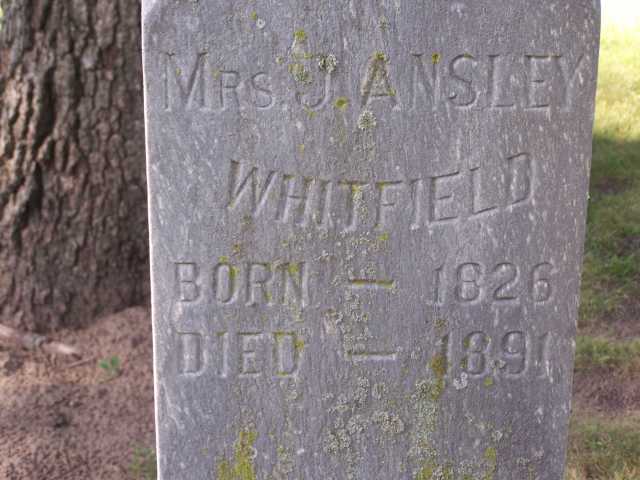 MRS. J. ANSLEY
WHITFIELD
BORN — 1826
DIED — 1891